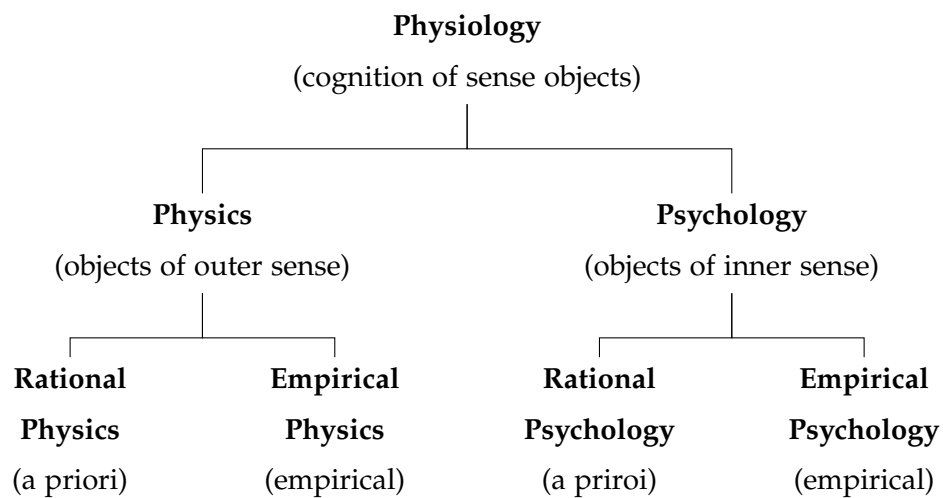 Physiology
(cognition of sense objects)
Physics
(objects of outer sense)
Psychology
(objects of inner sense)
Rational
Physics
(a priori)
Empirical
Physics
(empirical)
Rational
Psychology
(a priroi)
Empirical
Psychology
(empirical)